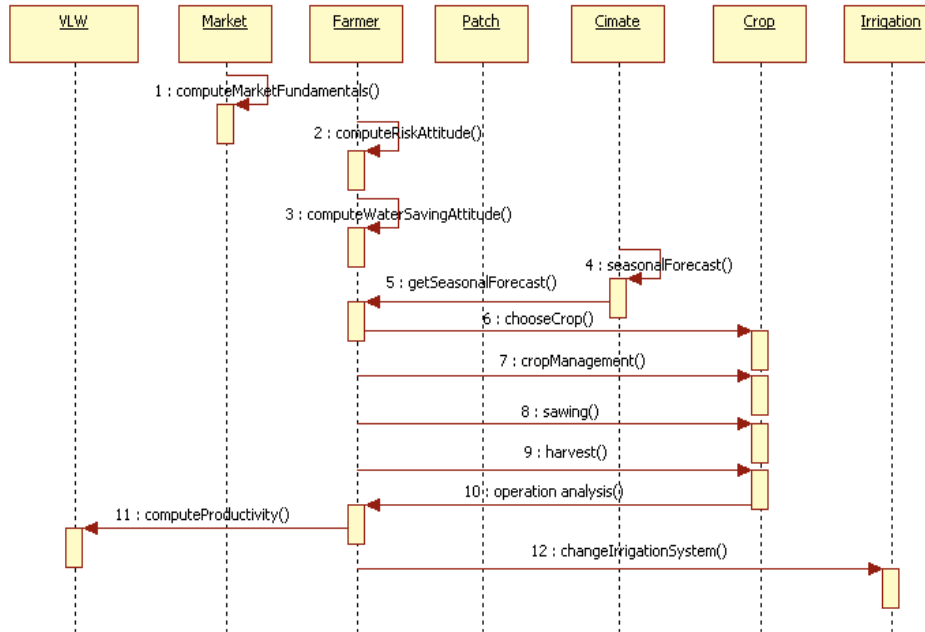 VLW
Market
Farmer
Patch
Cimate
Crop
Irrigation
1 : computeMarketFundamentals()
2 : computeRiskAttitude()
3 : computeWaterSavingAttitude()
4 : seasonalForecast()
5 : getSeasonalForecast()
6 : chooseCrop()
7 : cropManagement()
8 : sawing()
9 : harvest()
10 : operation analysis()
11 : computeProductivity()
12 : changeIrrigationSystem()